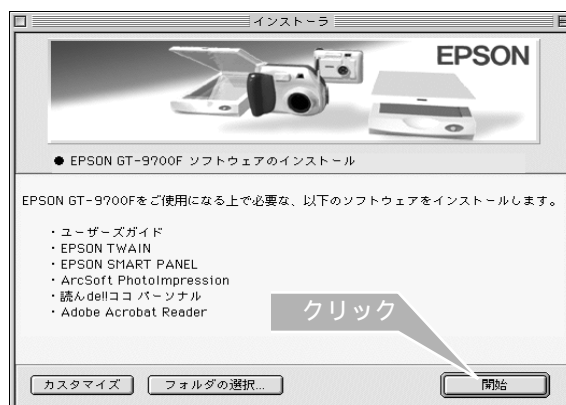 インストーラ
EPSON
● EPSON GT-9700F ソフトウェアのインストール
EPSON GT-9700Fをご使用になる上で必要な、以下のソフトウェアをインストールします。
・ユーザーズガイド
・EPSON TWAIN
・EPSON SMART PANEL
・ArcSoft PhotoImpression
・読んde!!ココ パーソナル
・Adobe Acrobat Reader
クリック
カスタマイズ フォルダの選択... 開始